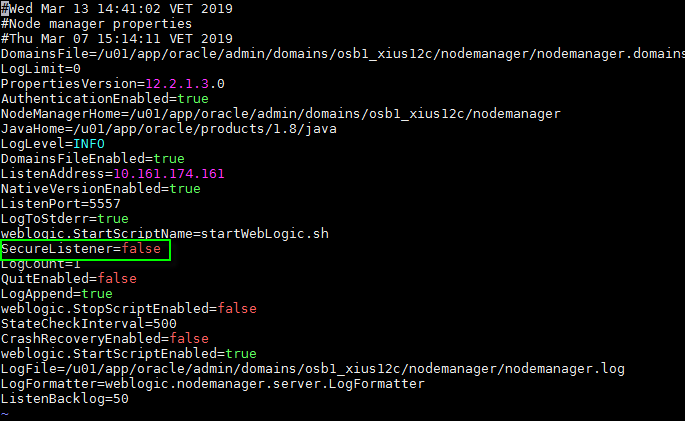 #Wed Mar 13 14:41:02 VET 2019
#Node manager properties
#Thu Mar 07 15:14:11 VET 2019
DomainsFile=/u01/app/oracle/admin/domains/osb1_xius12c/nodemanager/nodemanager.domains
LogLimit=0
PropertiesVersion=12.2.1.3.0
AuthenticationEnabled=true
NodeManagerHome=/u01/app/oracle/admin/domains/osb1_xius12c/nodemanager
JavaHome=/u01/app/oracle/products/1.8/java
LogLevel=INFO
DomainsFileEnabled=true
ListenAddress=10.161.174.161
NativeVersionEnabled=true
ListenPort=5557
LogToStderr=true
weblogic.StartScriptName=startWebLogic.sh
SecureListener=false
LogCount=1
QuitEnabled=false
LogAppend=true
weblogic.StopScriptEnabled=false
StateCheckInterval=500
CrashRecoveryEnabled=false
weblogic.StartScriptEnabled=true
LogFile=/u01/app/oracle/admin/domains/osb1_xius12c/nodemanager/nodemanager.log
LogFormatter=weblogic.nodemanager.server.LogFormatter
ListenBacklog=50
~